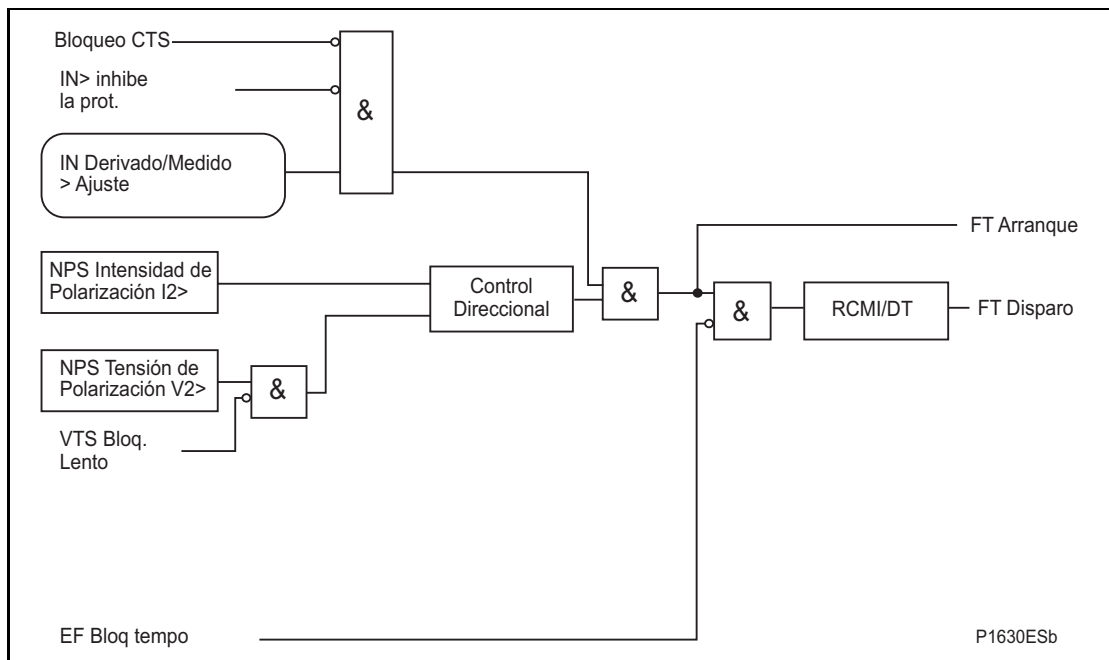 Bloqueo CTS
IN> inhibe
la prot.
&
IN Derivado/Medido
> Ajuste
FT Arranque
NPS Intensidad de
Polarización I2>
Control
Direccional
&
&
RCMI/DT
FT Disparo
NPS Tensión de
Polarización V2>
&
VTS Bloq.
Lento
EF Bloq tempo
P1630ESb